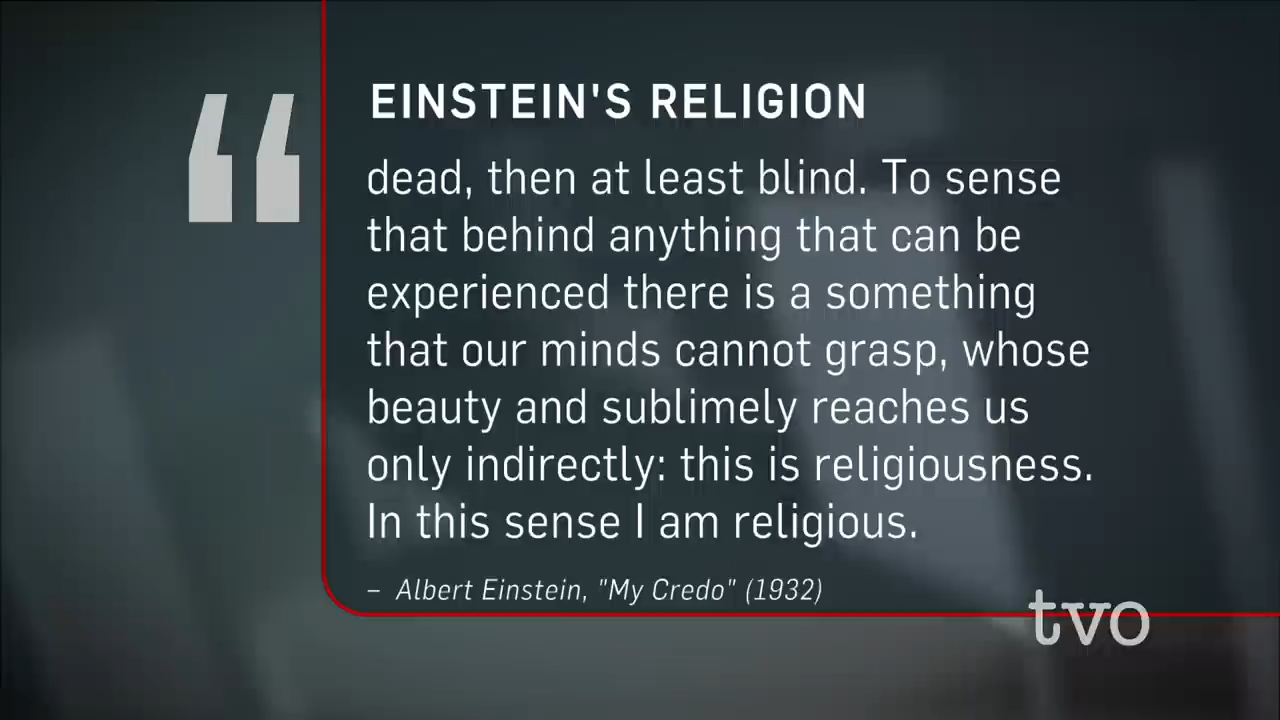 “
EINSTEIN'S RELIGION
dead, then at least blind. To sense
that behind anything that can be
experienced there is a something
that our minds cannot grasp, whose
beauty and sublimely reaches us
only indirectly: this is religiousness.
In this sense I am religious.
– Albert Einstein, "My Credo" (1932)
tvo